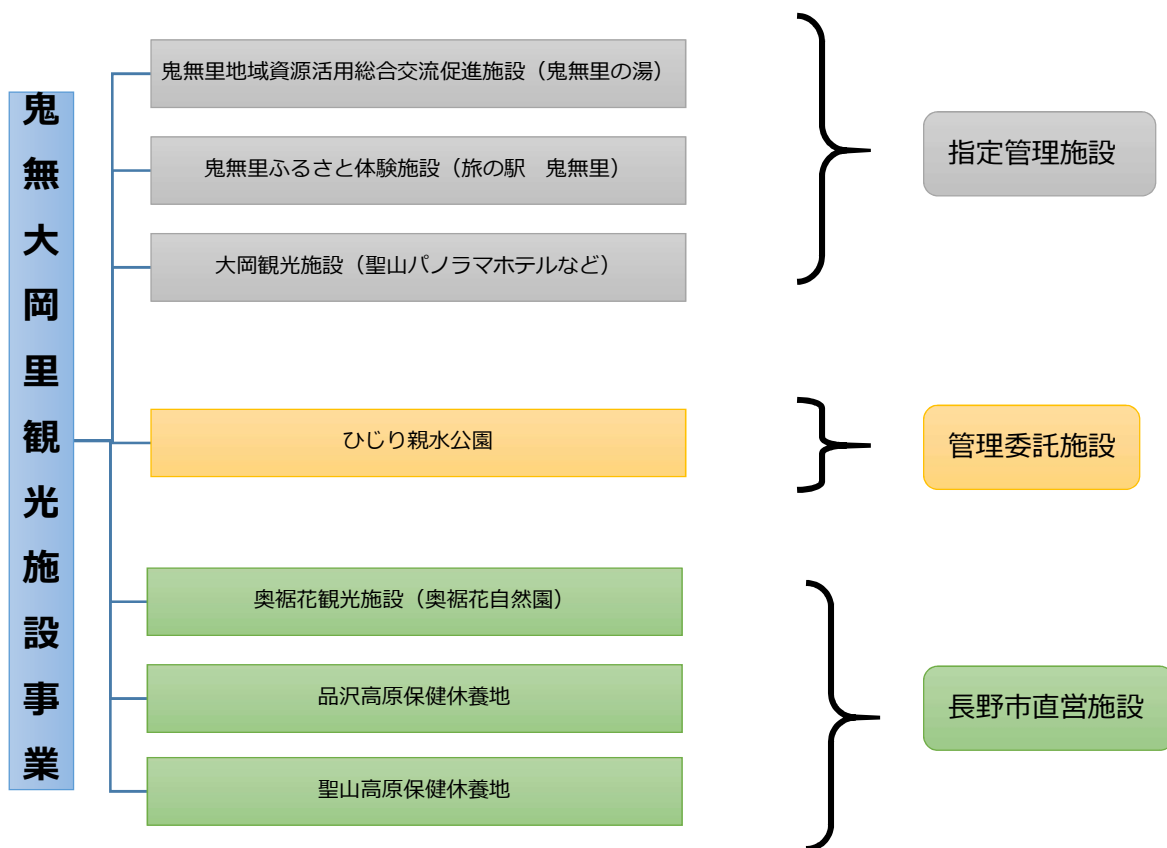 鬼無大岡里観光施設事業
鬼無里地域資源活用総合交流促進施設（鬼無里の湯）
鬼無里ふるさと体験施設（旅の駅　鬼無里）
大岡観光施設（聖山パノラマホテルなど）
指定管理施設
ひじり親水公園
管理委託施設
奥裾花観光施設（奥裾花自然園）
品沢高原保健休養地
聖山高原保健休養地
長野市直営施設